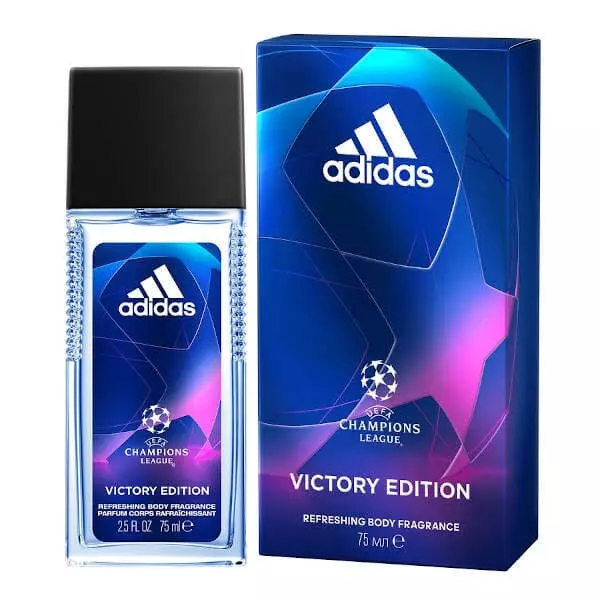 adidas
UEFA
CHAMPIONS
LEAGUE®
VICTORY EDITION
REFRESHING BODY FRAGRANCE
PARFUM CORPS RAFRAÎCHISSANT
2.5 FL OZ 75 ml ℮
adidas
UEFA
CHAMPIONS
LEAGUE®
VICTORY EDITION
REFRESHING BODY FRAGRANCE
75 мл ℮